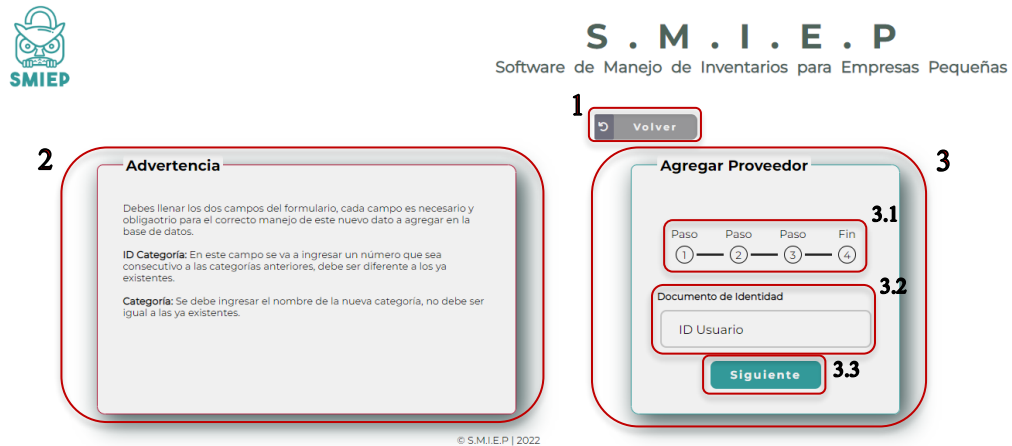 S . M . I . E . P
Software de Manejo de Inventarios para Empresas Pequeñas
SMIEP
1
Volver
2
Advertencia
Debes llenar los dos campos del formulario, cada campo es necesario y
obligaotrio para el correcto manejo de este nuevo dato a agregar en la
base de datos.
ID Categoría: En este campo se va a ingresar un número que sea
consecutivo a las categorías anteriores, debe ser diferente a los ya
existentes.
Categoría: Se debe ingresar el nombre de la nueva categoría, no debe ser
igual a las ya existentes.
3
Agregar Proveedor
3.1
Paso Paso Paso Fin
1 2 3 4
3.2
Documento de Identidad
ID Usuario
Siguiente
3.3
© S.M.I.E.P | 2022